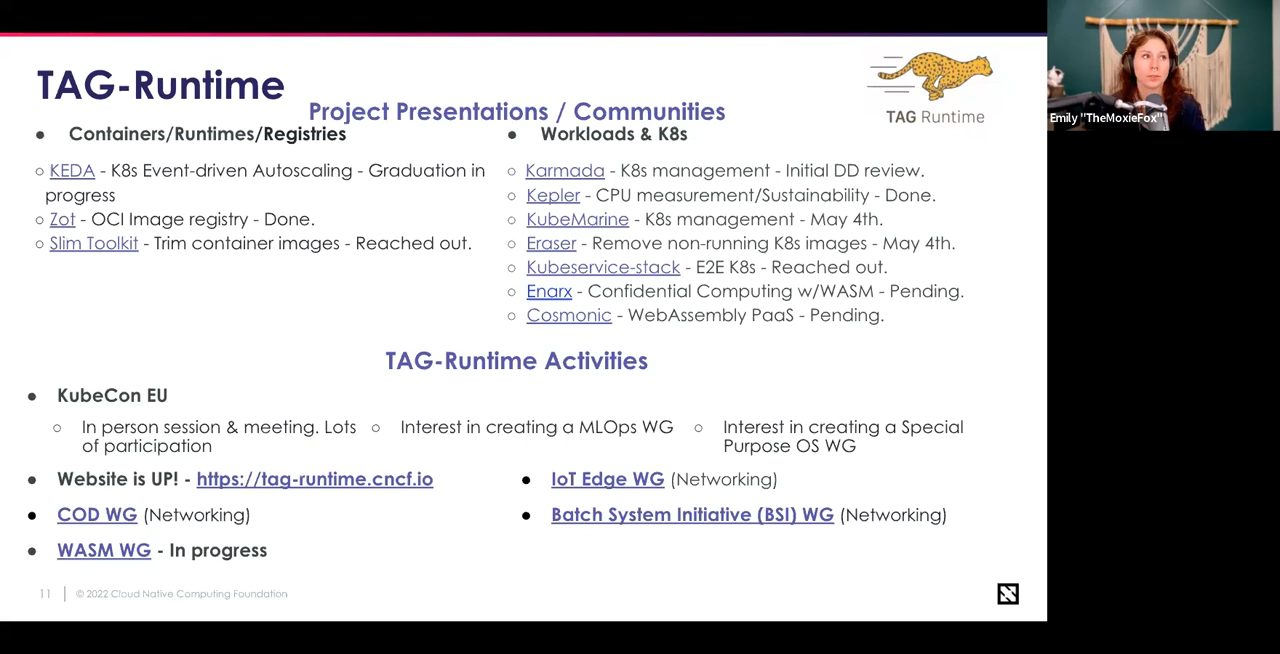 TAG-Runtime
Project Presentations / Communities
TAG Runtime
Emily "TheMoxieFox"
● Containers/Runtimes/Registries
○ KEDA - K8s Event-driven Autoscaling - Graduation in
progress
○ Zot - OCI Image registry - Done.
○ Slim Toolkit - Trim container images - Reached out.
● Workloads & K8s
○ Karmada - K8s management - Initial DD review.
○ Kepler - CPU measurement/Sustainability - Done.
○ KubeMarine - K8s management - May 4th.
○ Eraser - Remove non-running K8s images - May 4th.
○ Kubeservice-stack - E2E K8s - Reached out.
○ Enarx - Confidential Computing w/WASM - Pending.
○ Cosmonic - WebAssembly PaaS - Pending.
TAG-Runtime Activities
● KubeCon EU
○ In person session & meeting. Lots
of participation
○ Interest in creating a MLOps WG
○ Interest in creating a Special
Purpose OS WG
● Website is UP! - https://tag-runtime.cncf.io
● COD WG (Networking)
● WASM WG - In progress
● IoT Edge WG (Networking)
● Batch System Initiative (BSI) WG (Networking)
11 | © 2022 Cloud Native Computing Foundation